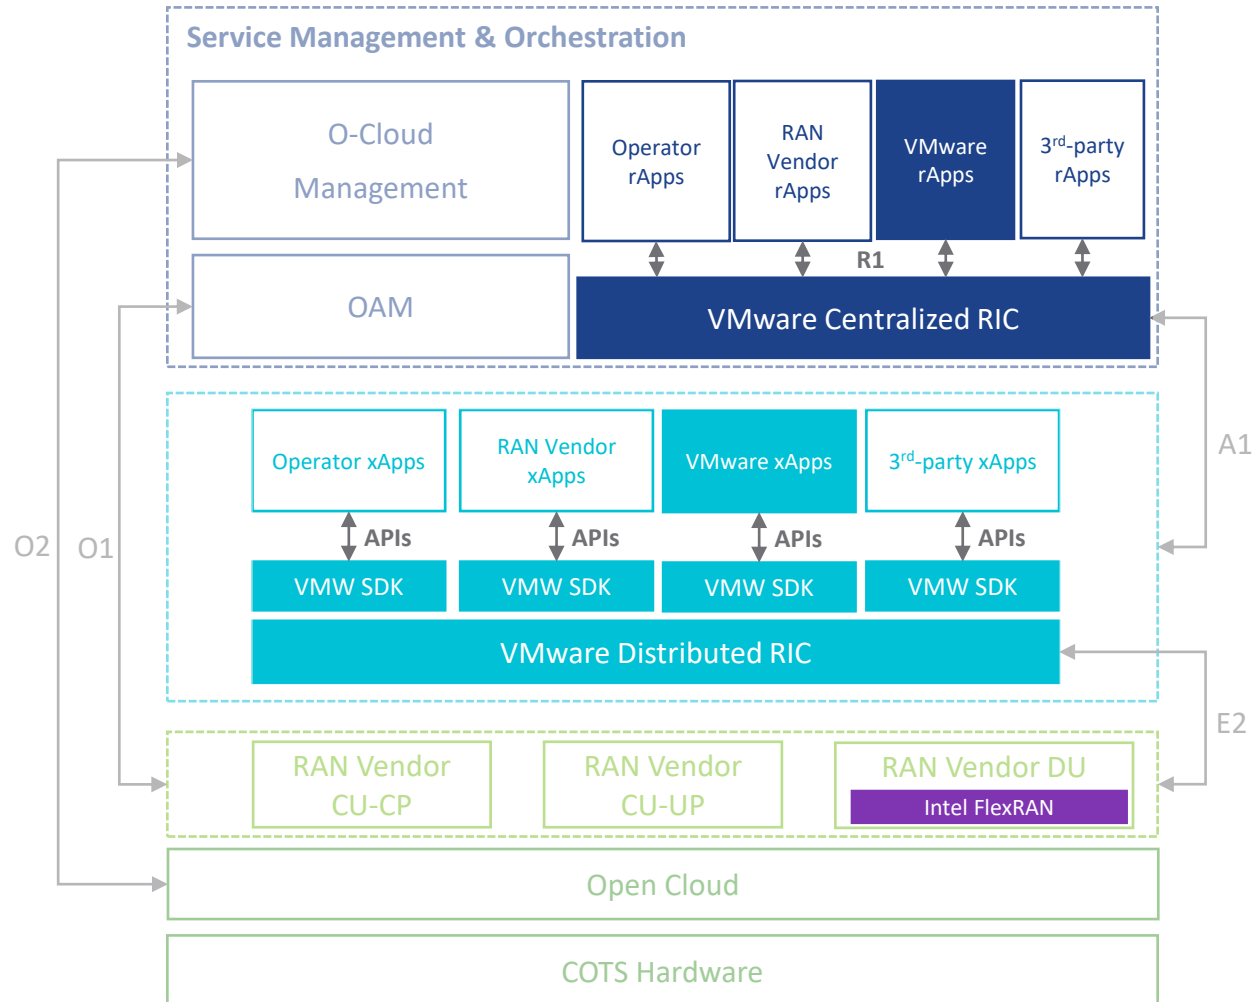 Service Management & Orchestration
O-Cloud
Management
Operator
rApps
RAN
Vendor
rApps
VMware
rApps
3rd-party
rApps
R1
OAM
VMware Centralized RIC
A1
Operator xApps
RAN Vendor
xApps
VMware xApps
3rd-party xApps
APIs
APIs
APIs
APIs
O2
O1
VMW SDK
VMW SDK
VMW SDK
VMW SDK
VMware Distributed RIC
E2
RAN Vendor
CU-CP
RAN Vendor
CU-UP
RAN Vendor DU
Intel FlexRAN
Open Cloud
COTS Hardware